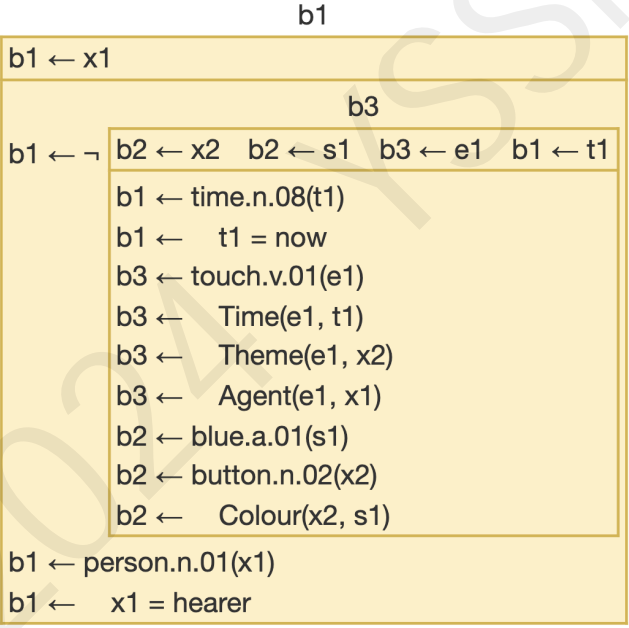 b1
b1 ← x1
b3
b1 ← ¬ b2 ← x2 b2 ← s1 b3 ← e1 b1 ← t1
b1 ← time.n.08(t1)
b1 ← t1 = now
b3 ← touch.v.01(e1)
b3 ← Time(e1, t1)
b3 ← Theme(e1, x2)
b3 ← Agent(e1, x1)
b2 ← blue.a.01(s1)
b2 ← button.n.02(x2)
b2 ← Colour(x2, s1)
b1 ← person.n.01(x1)
b1 ← x1 = hearer